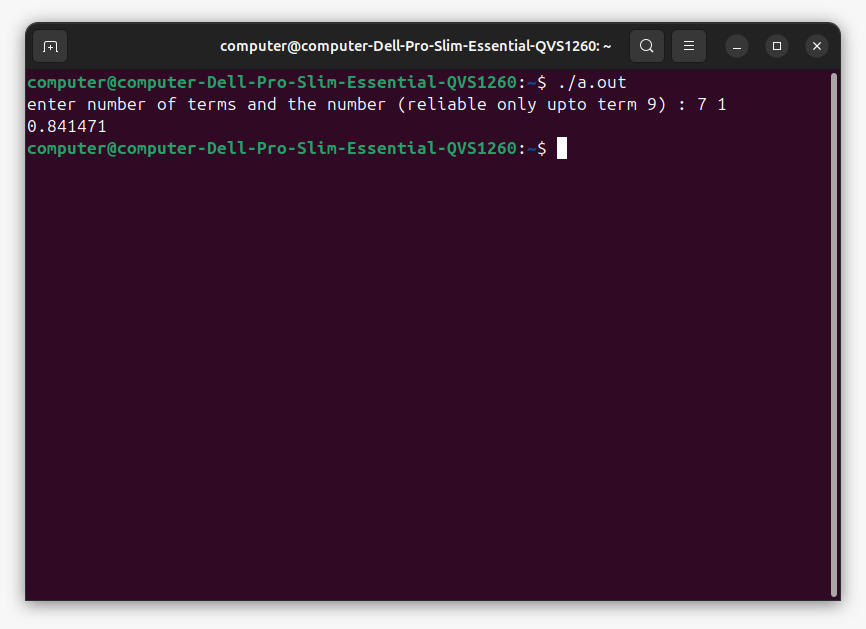 computer@computer-Dell-Pro-Slim-Essential-QVS1260: ~
computer@computer-Dell-Pro-Slim-Essential-QVS1260:~$ ./a.out
enter number of terms and the number (reliable only upto term 9) : 7 1
0.841471
computer@computer-Dell-Pro-Slim-Essential-QVS1260:~$